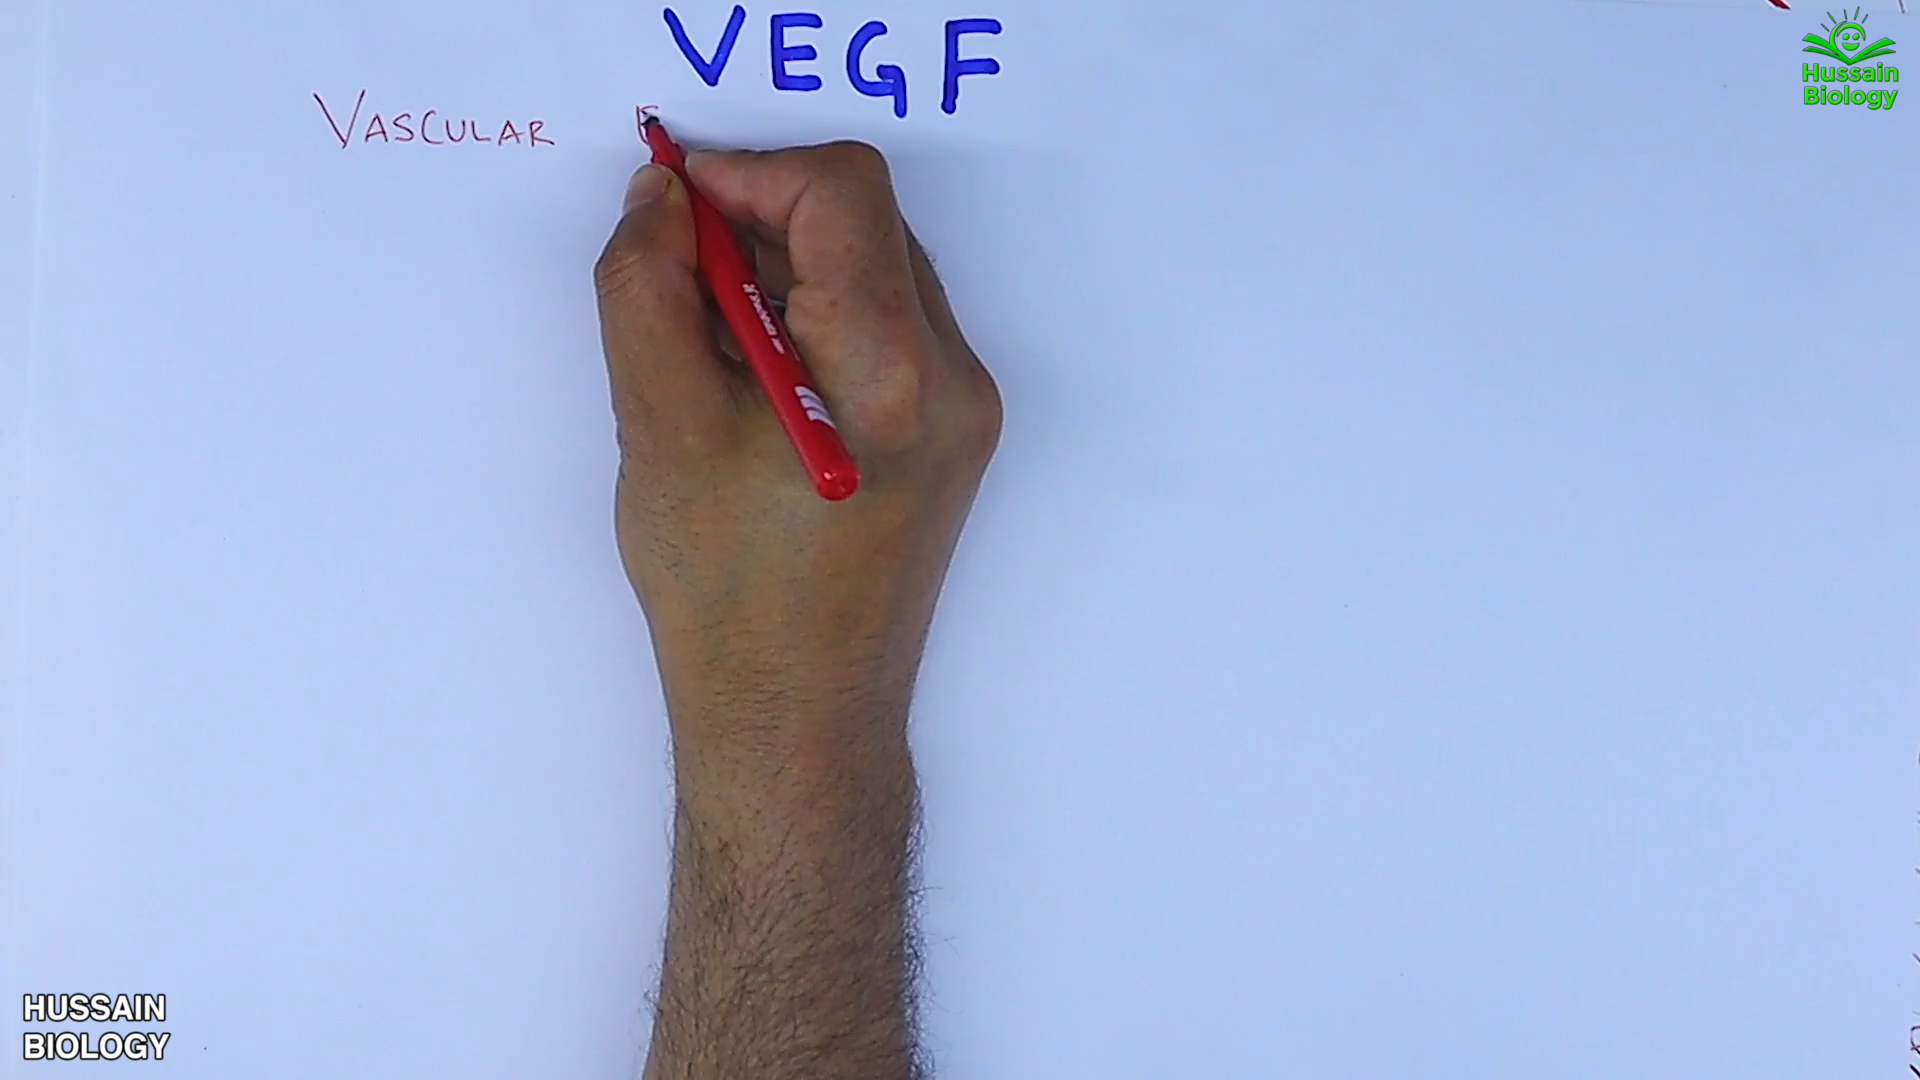 VEGF
VASCULAR E
Hussain
Biology
HUSSAIN
BIOLOGY